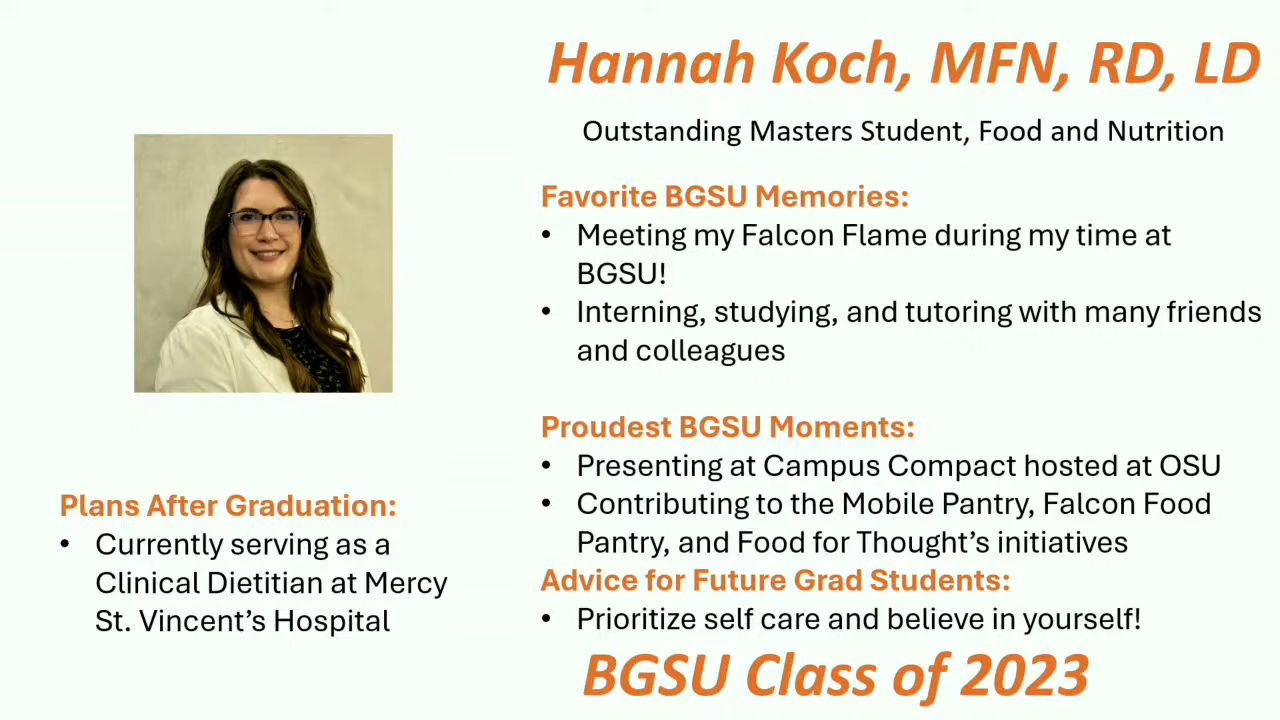 Hannah Koch, MFN, RD, LD
Outstanding Masters Student, Food and Nutrition
Favorite BGSU Memories:
• Meeting my Falcon Flame during my time at
BGSU!
• Interning, studying, and tutoring with many friends
and colleagues
Proudest BGSU Moments:
• Presenting at Campus Compact hosted at OSU
• Contributing to the Mobile Pantry, Falcon Food
Pantry, and Food for Thought’s initiatives
Advice for Future Grad Students:
• Prioritize self care and believe in yourself!
Plans After Graduation:
• Currently serving as a
Clinical Dietitian at Mercy
St. Vincent’s Hospital
BGSU Class of 2023